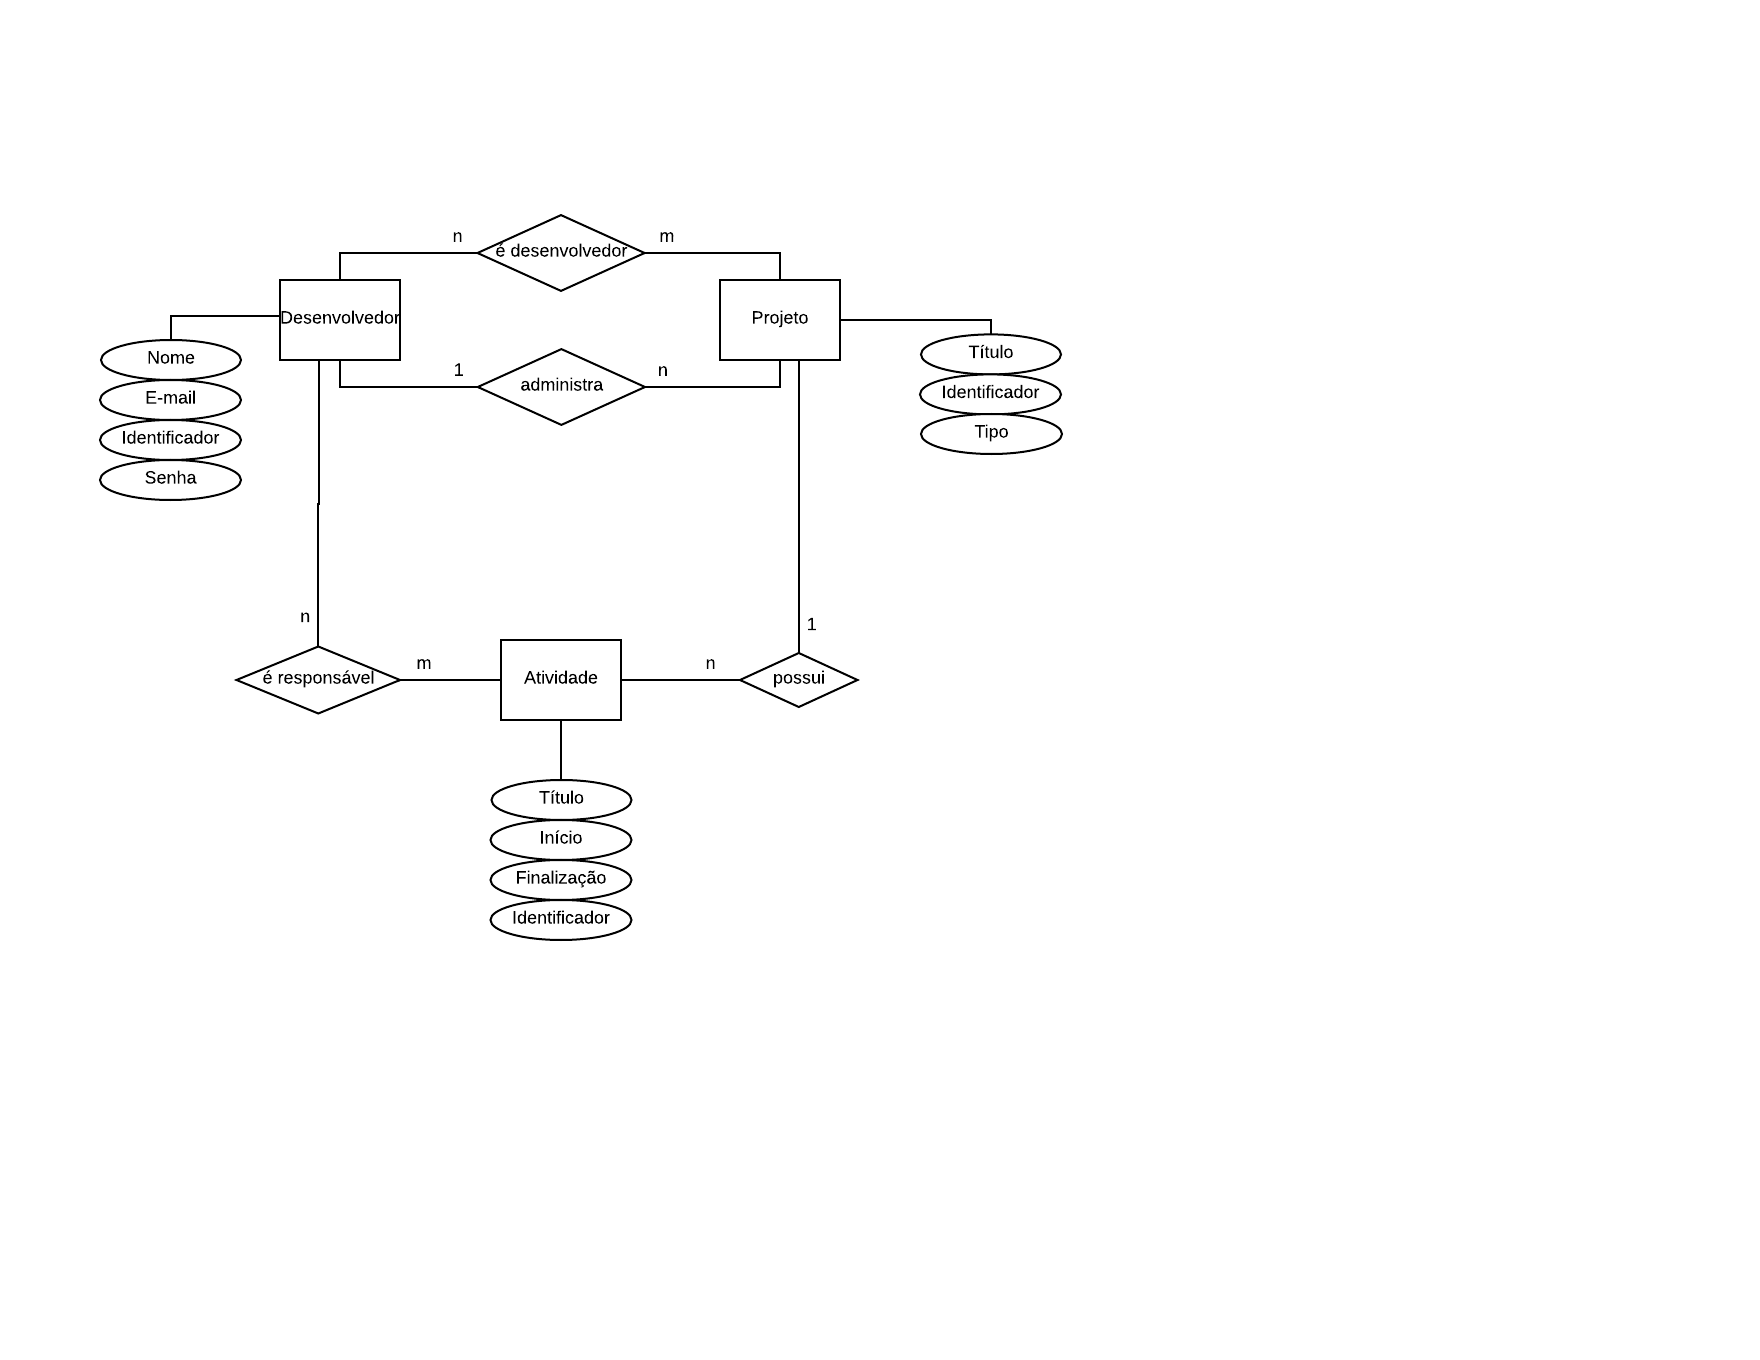 n
é desenvolvedor
m
Desenvolvedor
Projeto
Nome
E-mail
Identificador
Senha
1
administra
n
Título
Identificador
Tipo
n
é responsável
m
Atividade
n
1
possui
Título
Início
Finalização
Identificador